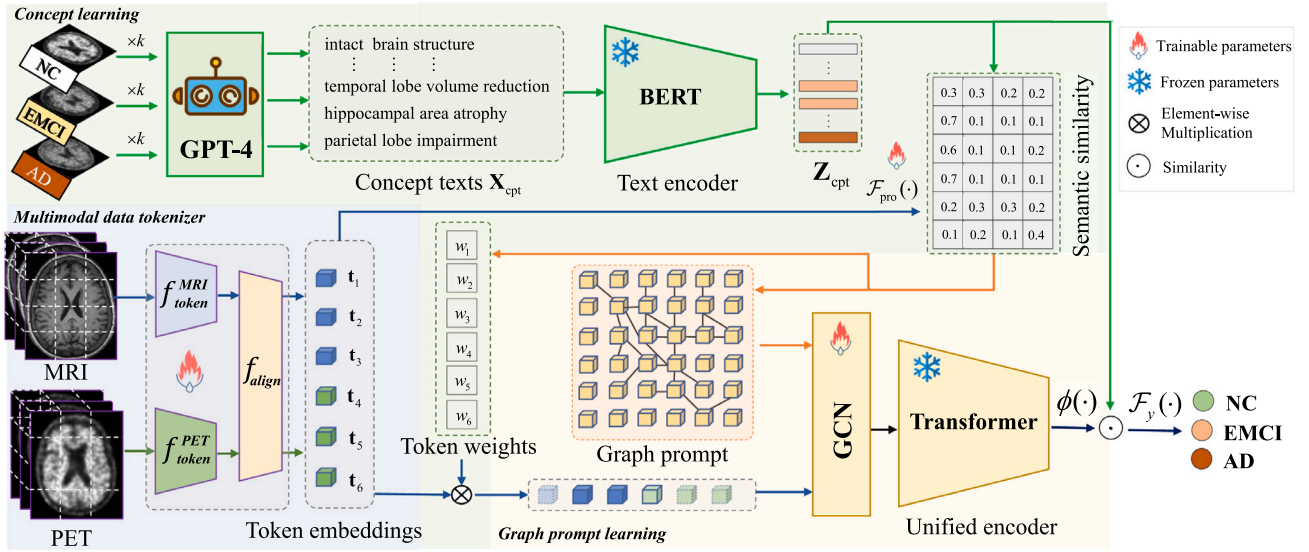 Concept learning
NC
EMCI
AD
×k
×k
×k
GPT-4
intact brain structure
temporal lobe volume reduction
hippocampal area atrophy
parietal lobe impairment
Concept texts X_cpt
BERT
Text encoder
Z_cpt
F_pro(·)
0.3 0.3 0.2 0.2
0.7 0.1 0.1 0.1
0.6 0.1 0.1 0.2
0.7 0.1 0.1 0.1
0.2 0.3 0.3 0.2
0.1 0.2 0.1 0.4
Semantic similarity
Trainable parameters
Frozen parameters
Element-wise
Multiplication
Similarity
Multimodal data tokenizer
MRI
PET
f^MRI_token
f^PET_token
f_align
t_1
t_2
t_3
t_4
t_5
t_6
Token embeddings
w_1
w_2
w_3
w_4
w_5
w_6
Token weights
Graph prompt
Graph prompt learning
GCN
Transformer
Unified encoder
ϕ(·)
F_y(·)
NC
EMCI
AD